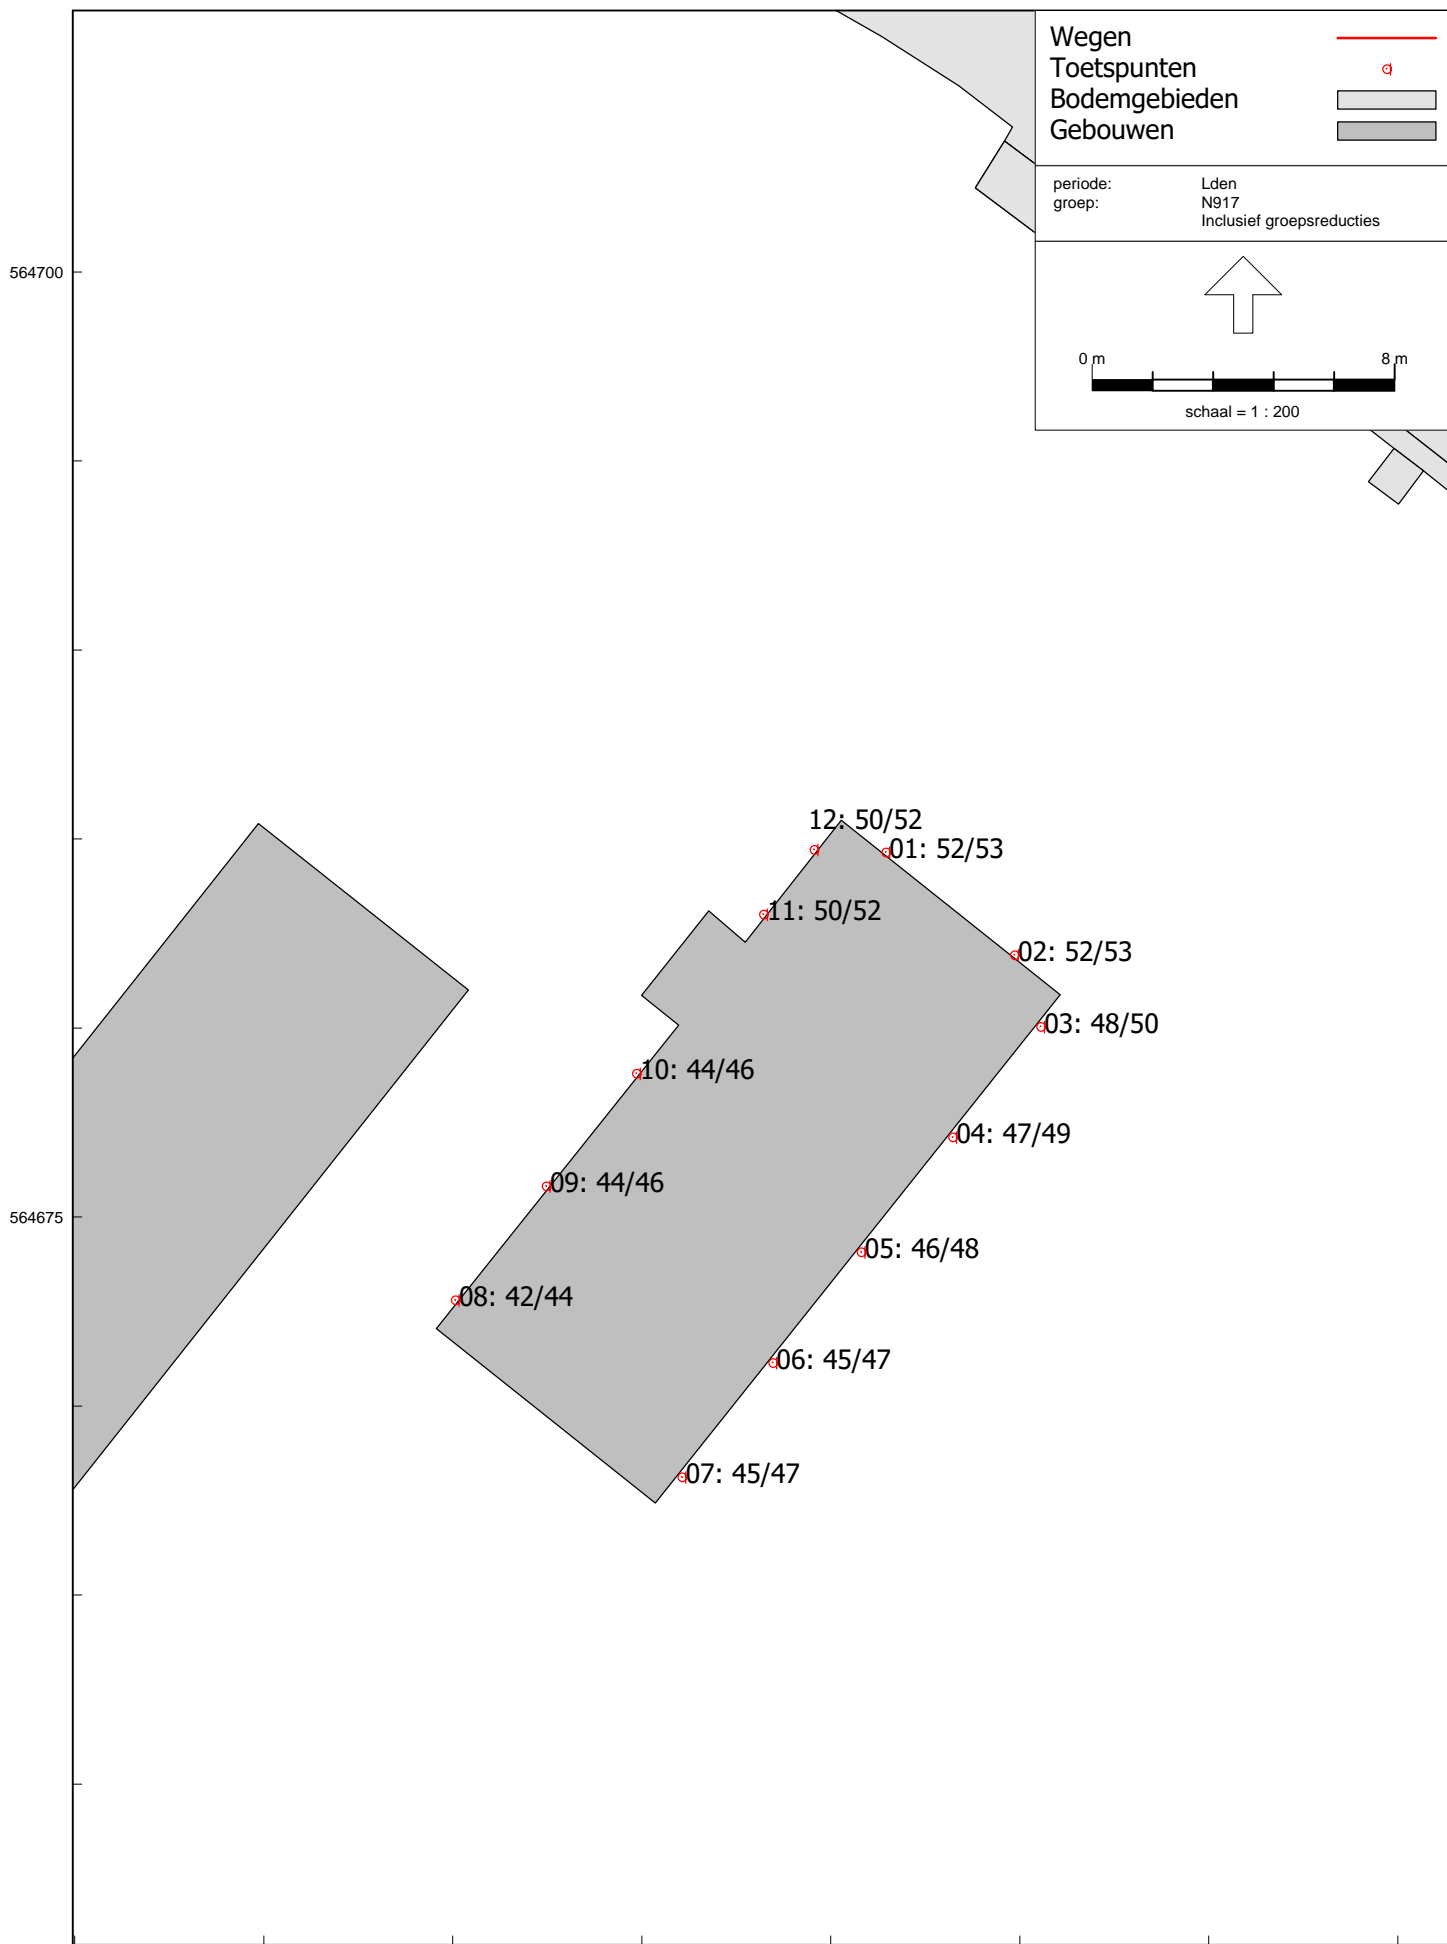 Wegen
Toetspunten
Bodemgebieden
Gebouwen
periode: Lden
groep: N917
Inclusief groepsreducties
0 m 8 m
schaal = 1 : 200
564700
12: 50/52
01: 52/53
11: 50/52
02: 52/53
03: 48/50
10: 44/46
04: 47/49
09: 44/46
564675
05: 46/48
08: 42/44
06: 45/47
07: 45/47